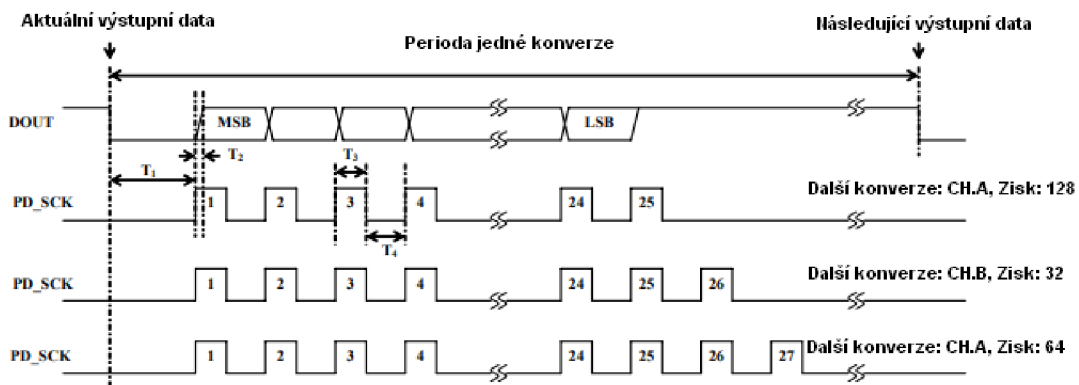 Aktuální výstupní data
Následující výstupní data
Perioda jedné konverze
DOUT
MSB
LSB
T2
T3
T1
PD_SCK
1
2
3
4
24
25
Další konverze: CH.A, Zisk: 128
T4
PD_SCK
1
2
3
4
24
25
26
Další konverze: CH.B, Zisk: 32
PD_SCK
1
2
3
4
24
25
26
27
Další konverze: CH.A, Zisk: 64